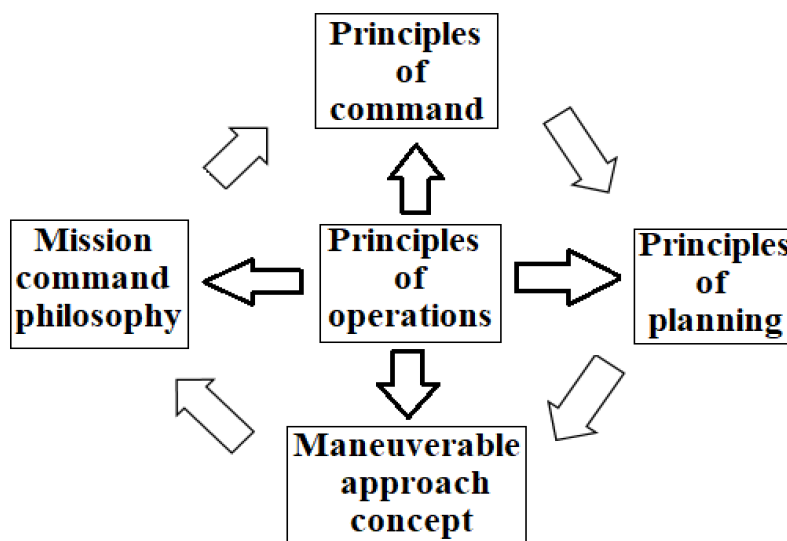 Principles
of
command
Mission
command
philosophy
Principles
of
operations
Principles
of
planning
Maneuverable
approach
concept